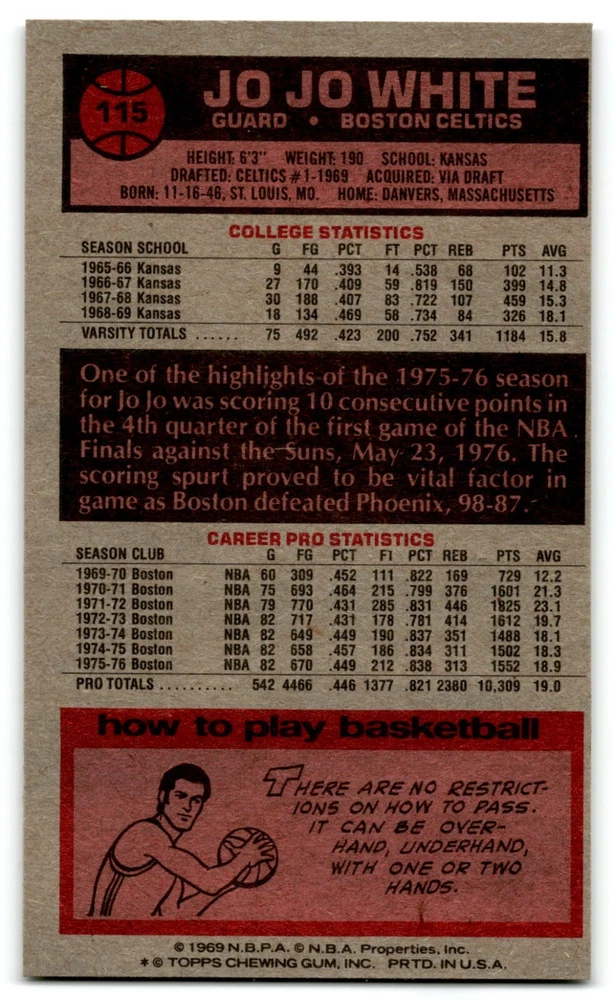 115
JO JO WHITE
GUARD • BOSTON CELTICS
HEIGHT: 6'3" WEIGHT: 190 SCHOOL: KANSAS
DRAFTED: CELTICS #1-1969 ACQUIRED: VIA DRAFT
BORN: 11-16-46, ST. LOUIS, MO. HOME: DANVERS, MASSACHUSETTS
COLLEGE STATISTICS
SEASON SCHOOL G FG PCT FT PCT REB PTS AVG
1965-66 Kansas 9 44 .393 14 .538 68 102 11.3
1966-67 Kansas 27 170 .409 59 .819 150 399 14.8
1967-68 Kansas 30 188 .407 83 .722 107 459 15.3
1968-69 Kansas 18 134 .469 58 .734 84 326 18.1
VARSITY TOTALS ...... 75 492 .423 200 .752 341 1184 15.8
One of the highlights of the 1975-76 season
for Jo Jo was scoring 10 consecutive points in
the 4th quarter of the first game of the NBA
Finals against the Suns, May 23, 1976. The
scoring spurt proved to be vital factor in
game as Boston defeated Phoenix, 98-87.
CAREER PRO STATISTICS
SEASON CLUB G FG PCT FT PCT REB PTS AVG
1969-70 Boston NBA 60 309 .452 111 .822 169 729 12.2
1970-71 Boston NBA 75 693 .464 215 .799 376 1601 21.3
1971-72 Boston NBA 79 770 .431 285 .831 446 1825 23.1
1972-73 Boston NBA 82 717 .431 178 .781 414 1612 19.7
1973-74 Boston NBA 82 649 .449 190 .837 351 1488 18.1
1974-75 Boston NBA 82 658 .457 186 .834 311 1502 18.3
1975-76 Boston NBA 82 670 .449 212 .838 313 1552 18.9
PRO TOTALS .......... 542 4466 .446 1377 .821 2380 10,309 19.0
how to play basketball
THERE ARE NO RESTRICT-
IONS ON HOW TO PASS.
IT CAN BE OVER-
HAND, UNDERHAND,
WITH ONE OR TWO
HANDS.
© 1969 N.B.P.A. © N.B.A. Properties, Inc.
* © TOPPS CHEWING GUM, INC. PRTD. IN U.S.A.